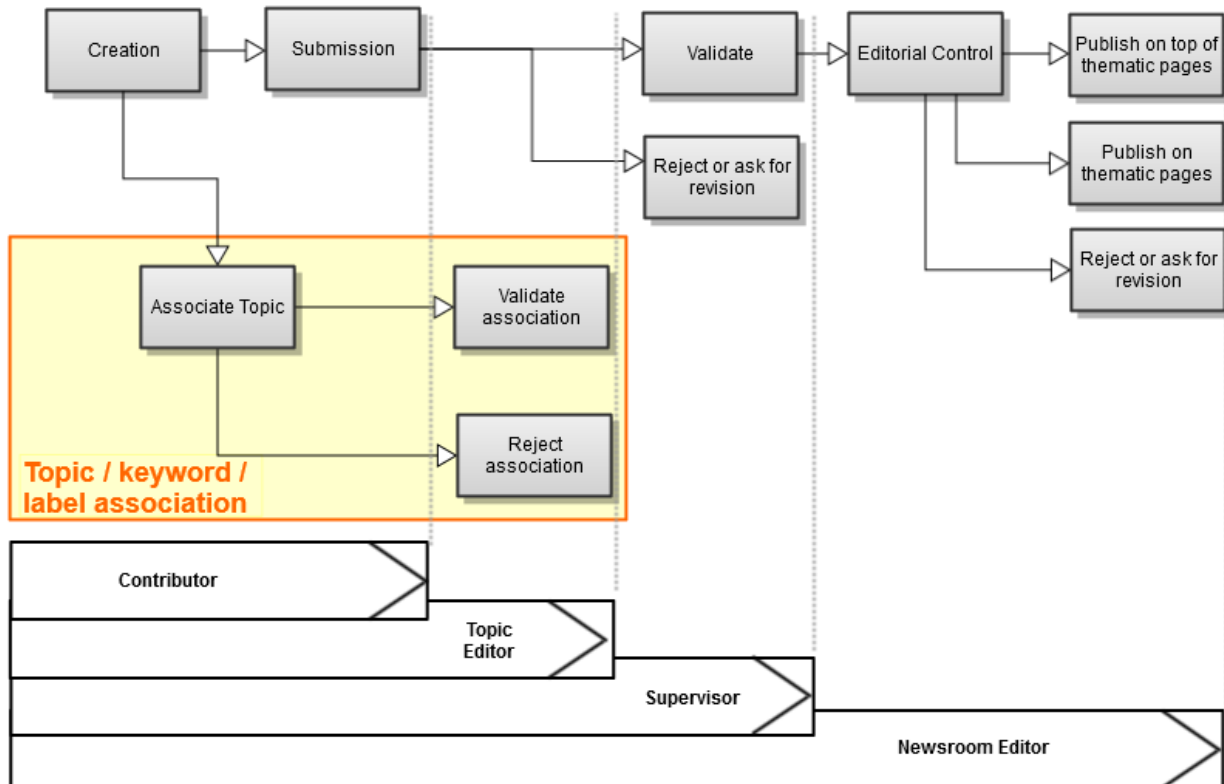 Creation
Submission
Validate
Editorial Control
on top o
thematic pages
Reject or ask for
revision
Publish on
thematic pages
Reject or ask for
revision
Associate Topic
Validate
association
Reject
association
Topic / keyword /
label association
Contributor
Topic
Editor
Supervisor
Newsroom Editor